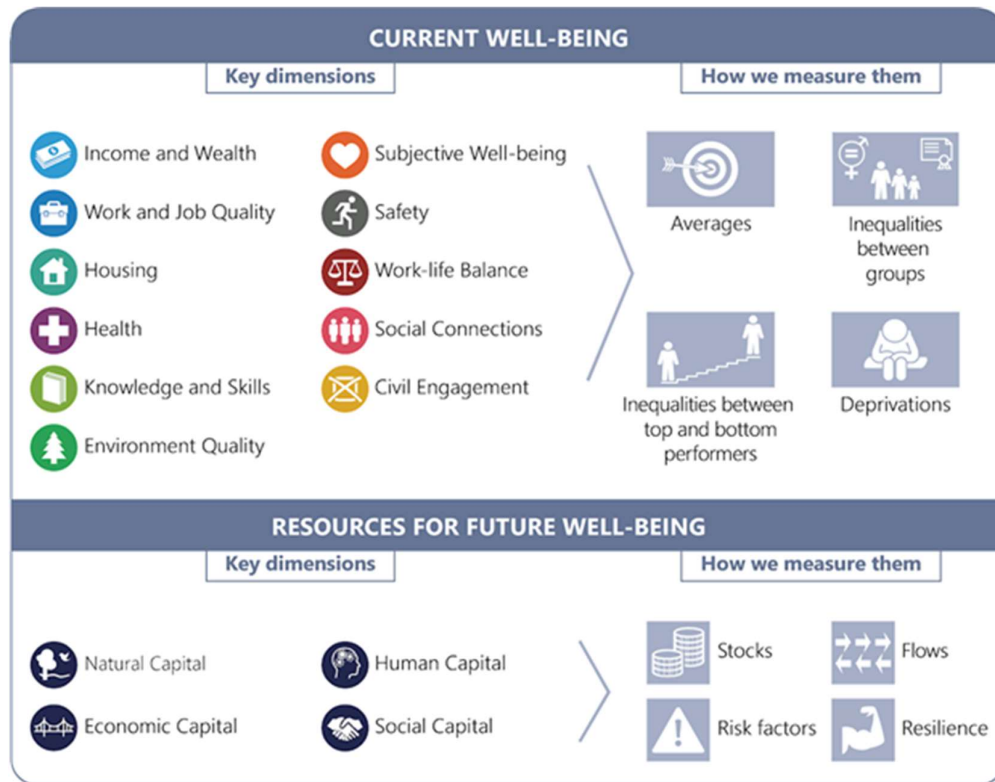 CURRENT WELL-BEING
Key dimensions
How we measure them
Income and Wealth
Work and Job Quality
Housing
Health
Knowledge and Skills
Environment Quality
Subjective Well-being
Safety
Work-life Balance
Social Connections
Civil Engagement
Averages
Inequalities
between
groups
Inequalities between
top and bottom
performers
Deprivations
RESOURCES FOR FUTURE WELL-BEING
Key dimensions
How we measure them
Natural Capital
Economic Capital
Human Capital
Social Capital
Stocks
Flows
Risk factors
Resilience